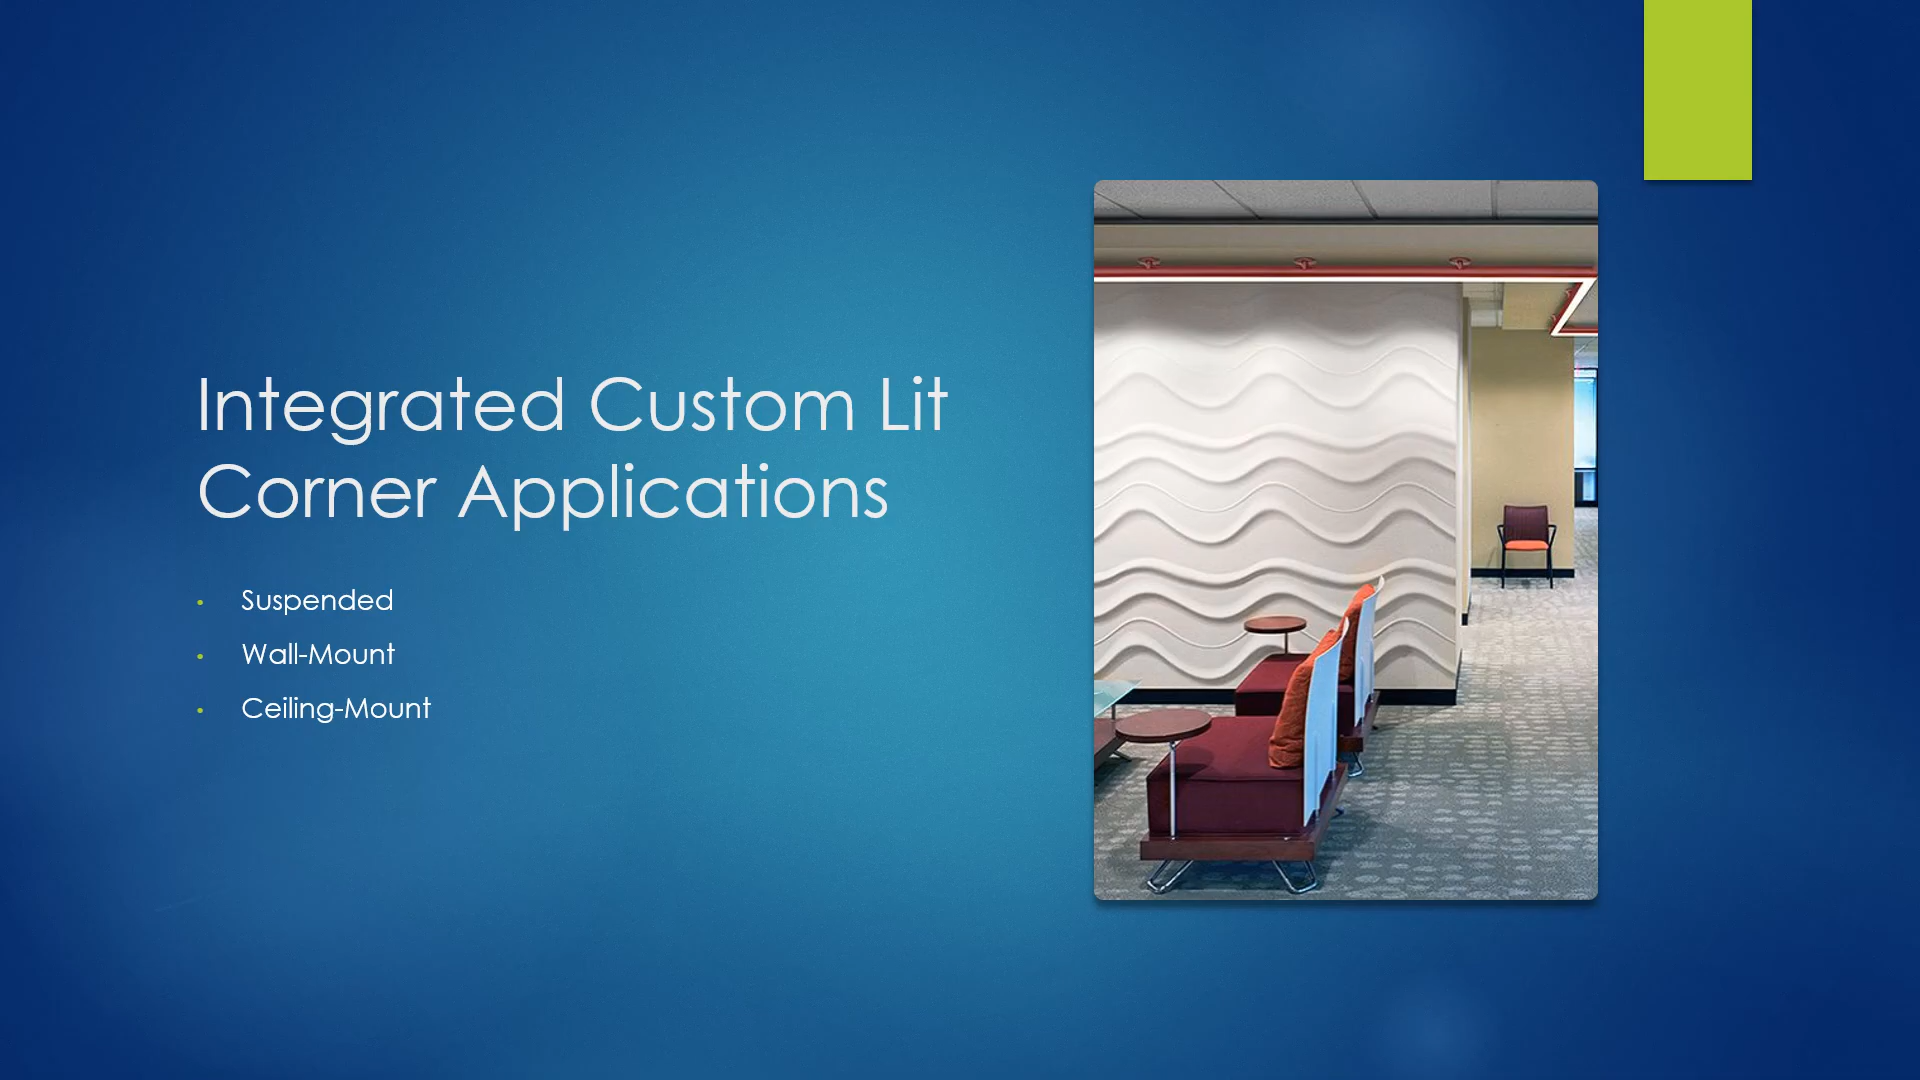 Integrated Custom Lit
Corner Applications
• Suspended
• Wall-Mount
• Ceiling-Mount